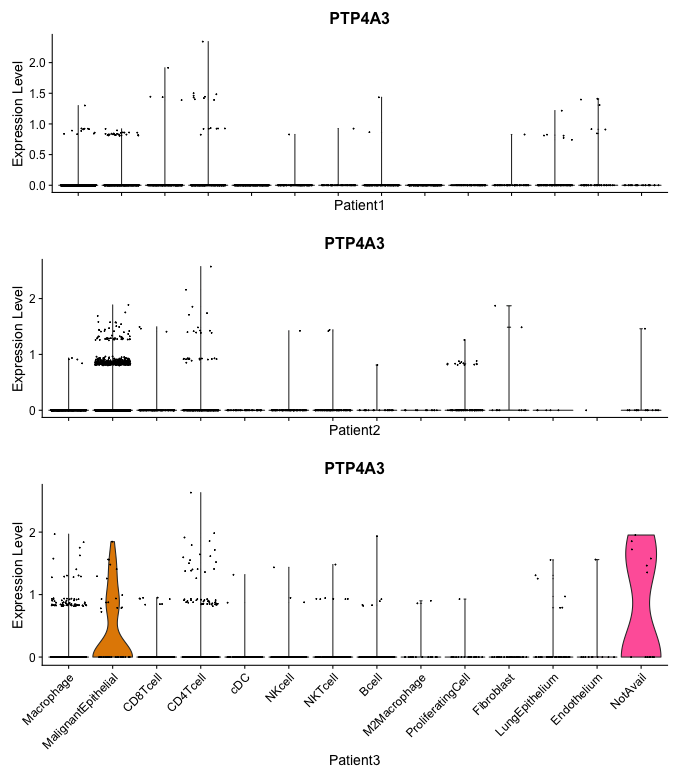 PTP4A3
Expression Level
2.0
1.5
1.0
0.5
0.0
Patient1
PTP4A3
Expression Level
2
1
0
Patient2
PTP4A3
Expression Level
2
1
0
Macrophage
MalignantEpithelial
CD8Tcell
CD4Tcell
cDC
NKcell
NKTcell
Bcell
M2Macrophage
ProliferatingCell
Fibroblast
LungEpithelium
Endothelium
NotAvail
Patient3